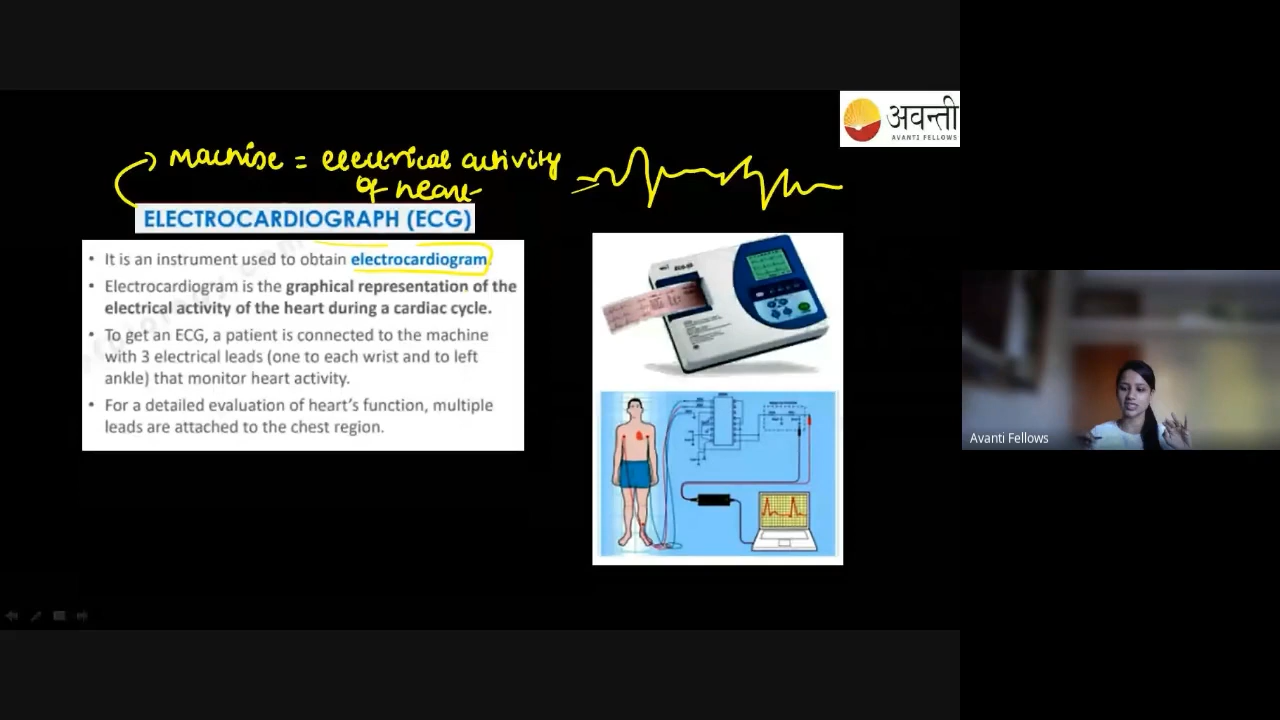 अवन्ती
AVANTI FELLOWS
Machine = electrical activity
of heart
ELECTROCARDIOGRAPH (ECG)
• It is an instrument used to obtain electrocardiogram.
• Electrocardiogram is the graphical representation of the
electrical activity of the heart during a cardiac cycle.
• To get an ECG, a patient is connected to the machine
with 3 electrical leads (one to each wrist and to left
ankle) that monitor heart activity.
• For a detailed evaluation of heart's function, multiple
leads are attached to the chest region.
Avanti Fellows